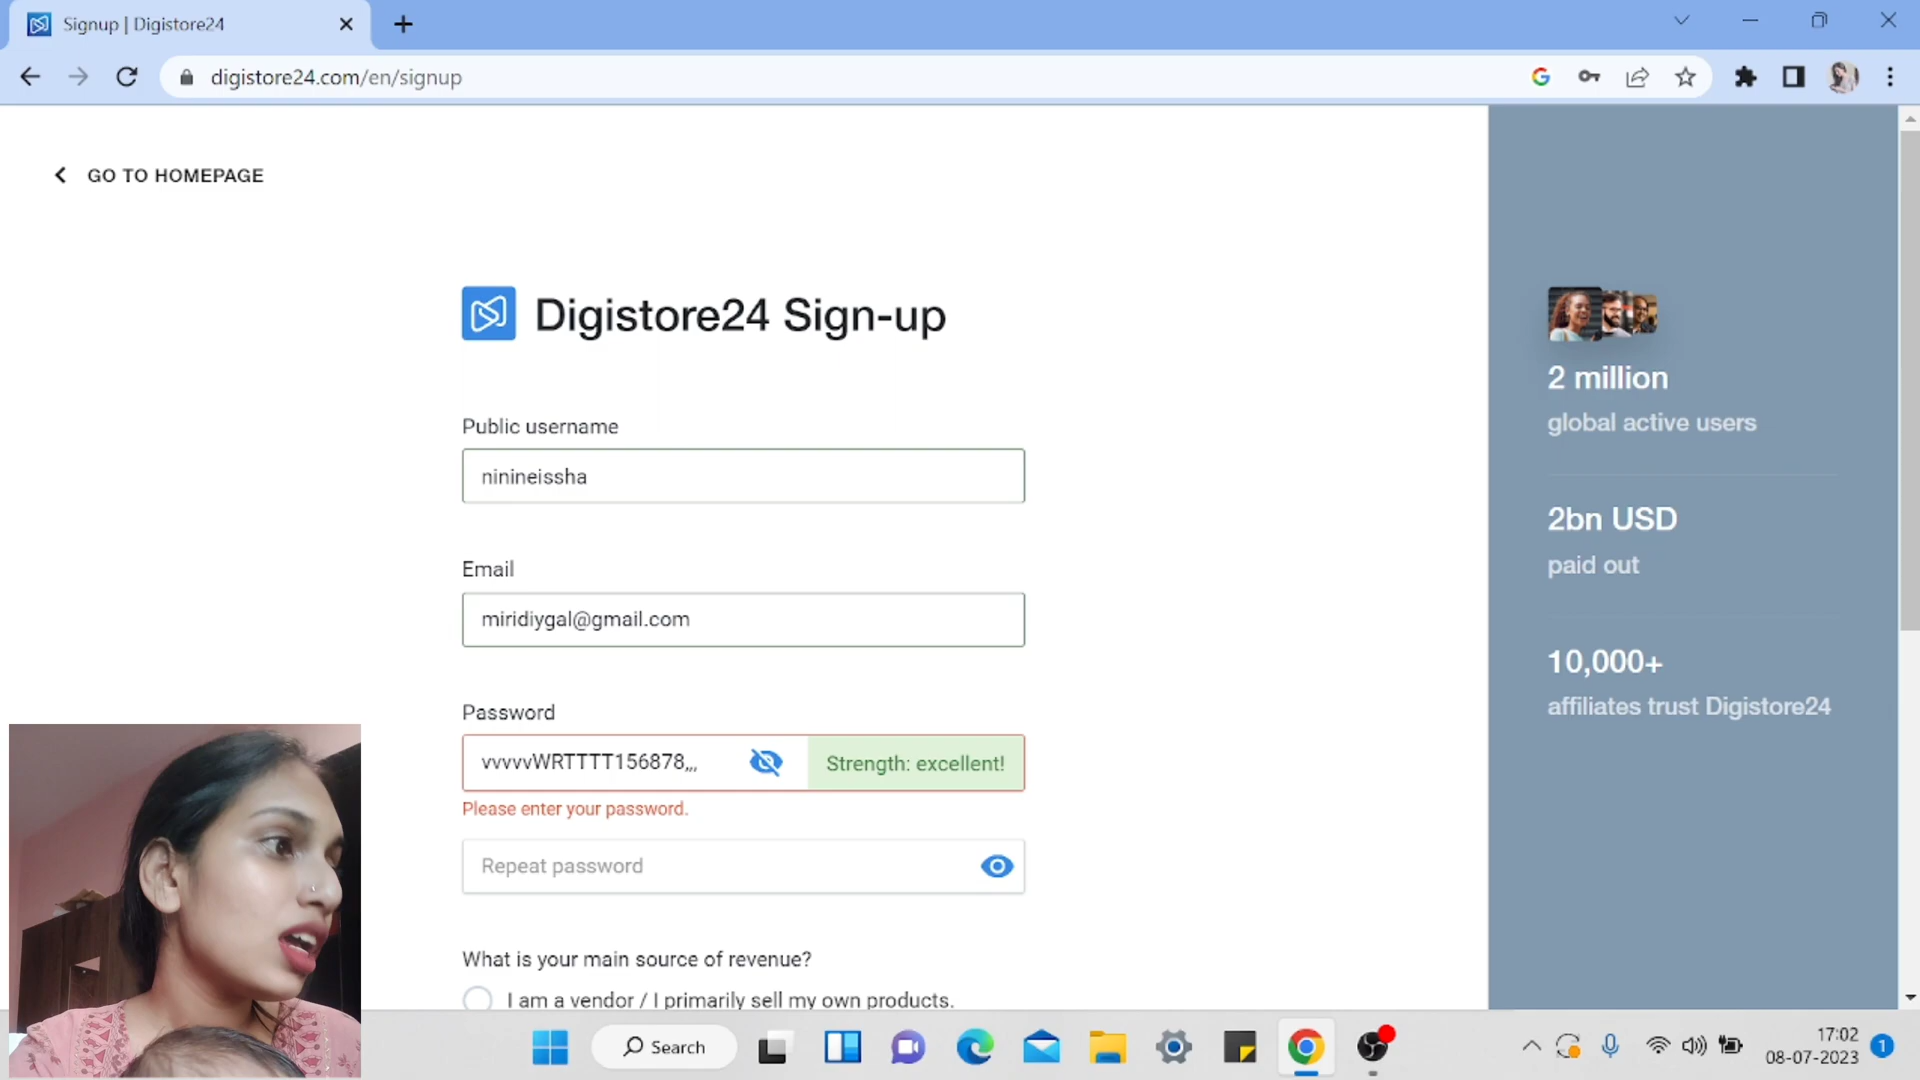 Signup | Digistore24
digistore24.com/en/signup
GO TO HOMEPAGE
Digistore24 Sign-up
Public username
ninineissha
Email
miridiygal@gmail.com
Password
vvvvvWRTTTT156878,,,
Strength: excellent!
Please enter your password.
Repeat password
What is your main source of revenue?
I am a vendor / I primarily sell my own products.
2 million
global active users
2bn USD
paid out
10,000+
affiliates trust Digistore24
Search
17:02
08-07-2023
1